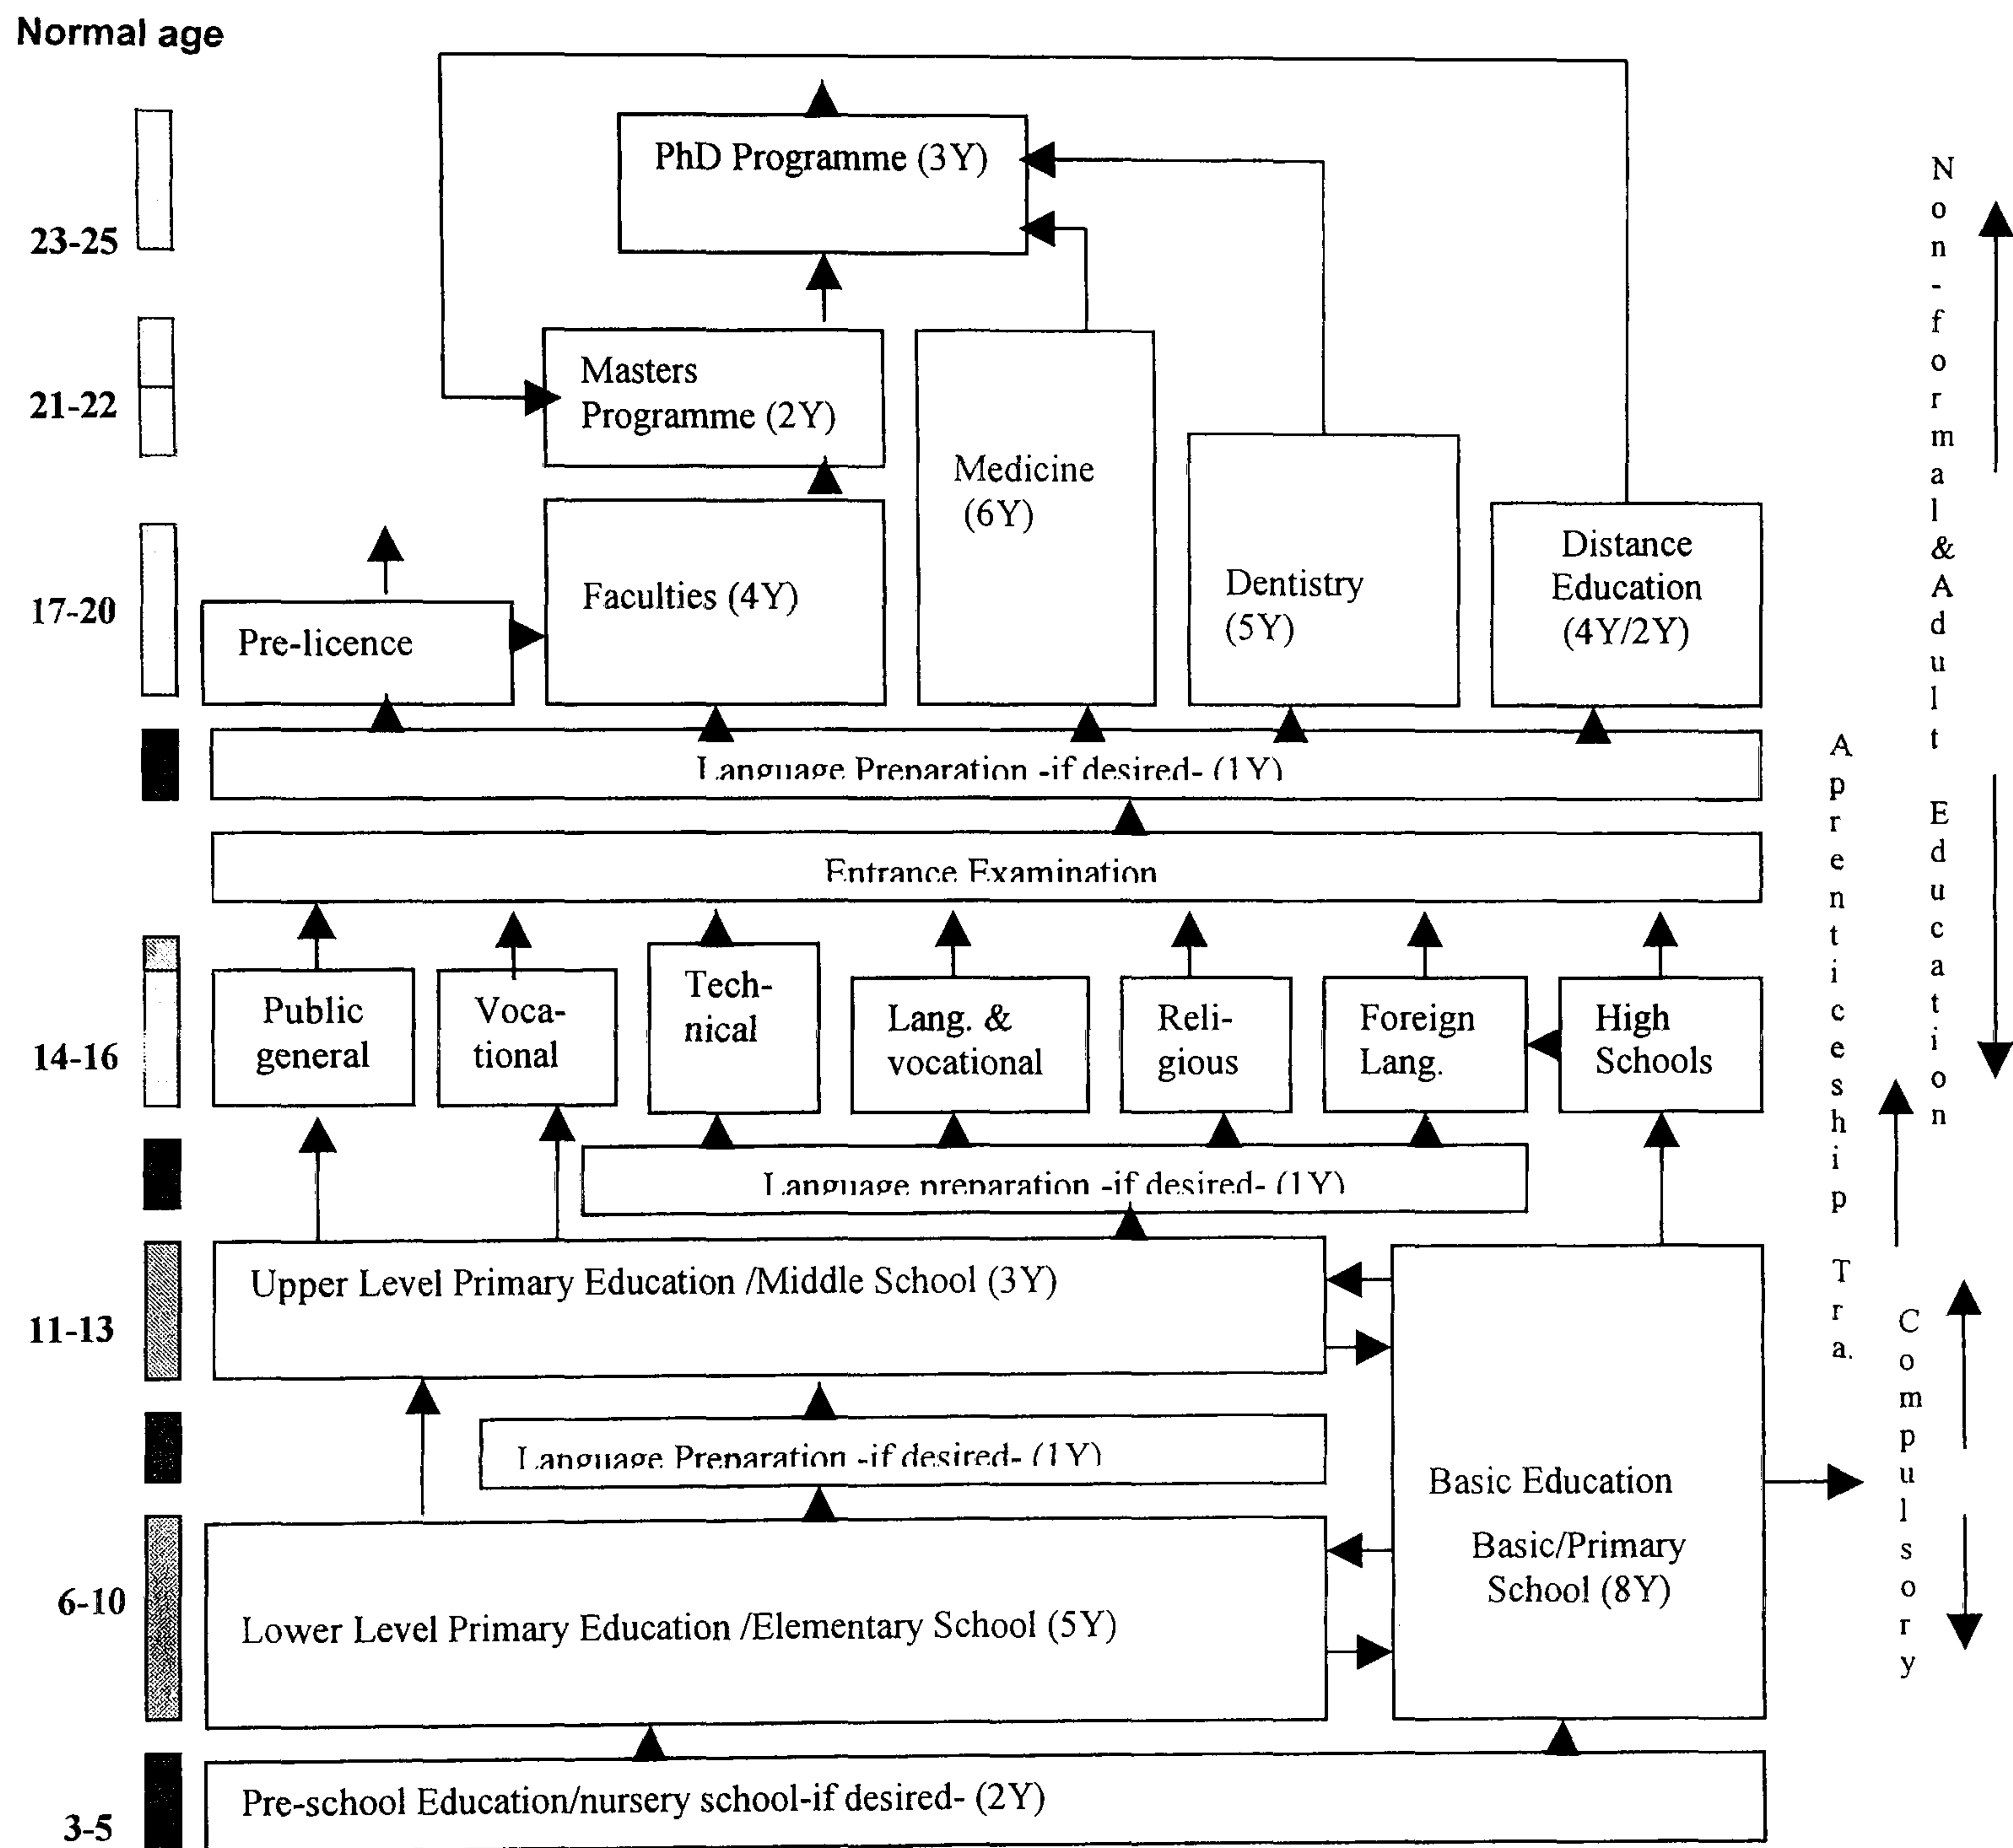 Normal age
PhD Programme (3Y)
23-25
Masters
Programme (2Y)
21-22
Medicine
(6Y)
Distance
Education
(4Y/2Y)
Dentistry
(5Y)
Faculties (4Y)
17-20
Pre-licence
Language Preparation -if desired- (1Y)
Entrance Examination
Public
general
Voca-
tional
Tech-
nical
Lang. &
vocational
Reli-
gious
Foreign
Lang.
High
Schools
14-16
Language preparation -if desired- (1Y)
Upper Level Primary Education /Middle School (3Y)
11-13
Language Preparation -if desired- (1Y)
Basic Education
Basic/Primary
School (8Y)
6-10
Lower Level Primary Education /Elementary School (5Y)
Pre-school Education/nursery school-if desired- (2Y)
3-5
Aprenticeship Tra.
Non-formal & Adult Education
Compulsory